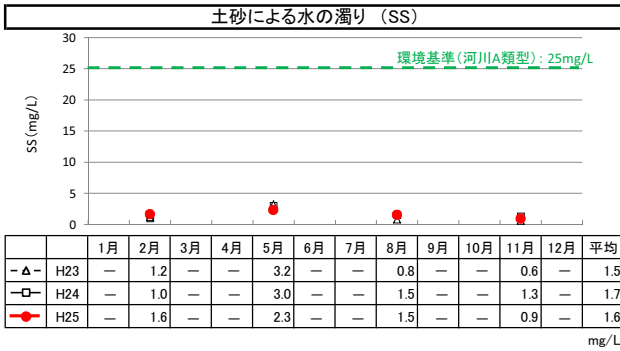 土砂による水の濁り (SS)
30
25
20
15
10
5
0
SS(mg/L)
環境基準(河川A類型): 25mg/L
1月 2月 3月 4月 5月 6月 7月 8月 9月 10月 11月 12月 平均
H23 — 1.2 — — 3.2 — — 0.8 — — 0.6 — 1.5
H24 — 1.0 — — 3.0 — — 1.5 — — 1.3 — 1.7
H25 — 1.6 — — 2.3 — — 1.5 — — 0.9 — 1.6
mg/L